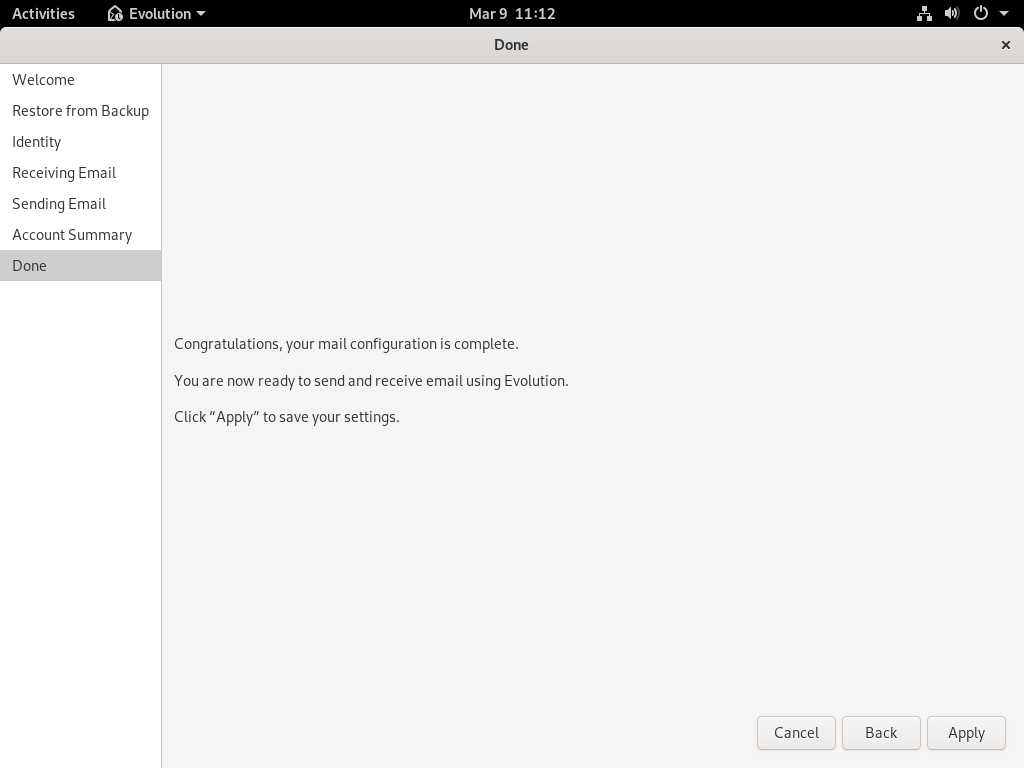 Activities
Evolution
Mar 9 11:12
Done
Welcome
Restore from Backup
Identity
Receiving Email
Sending Email
Account Summary
Done
Congratulations, your mail configuration is complete.
You are now ready to send and receive email using Evolution.
Click “Apply” to save your settings.
Cancel
Back
Apply